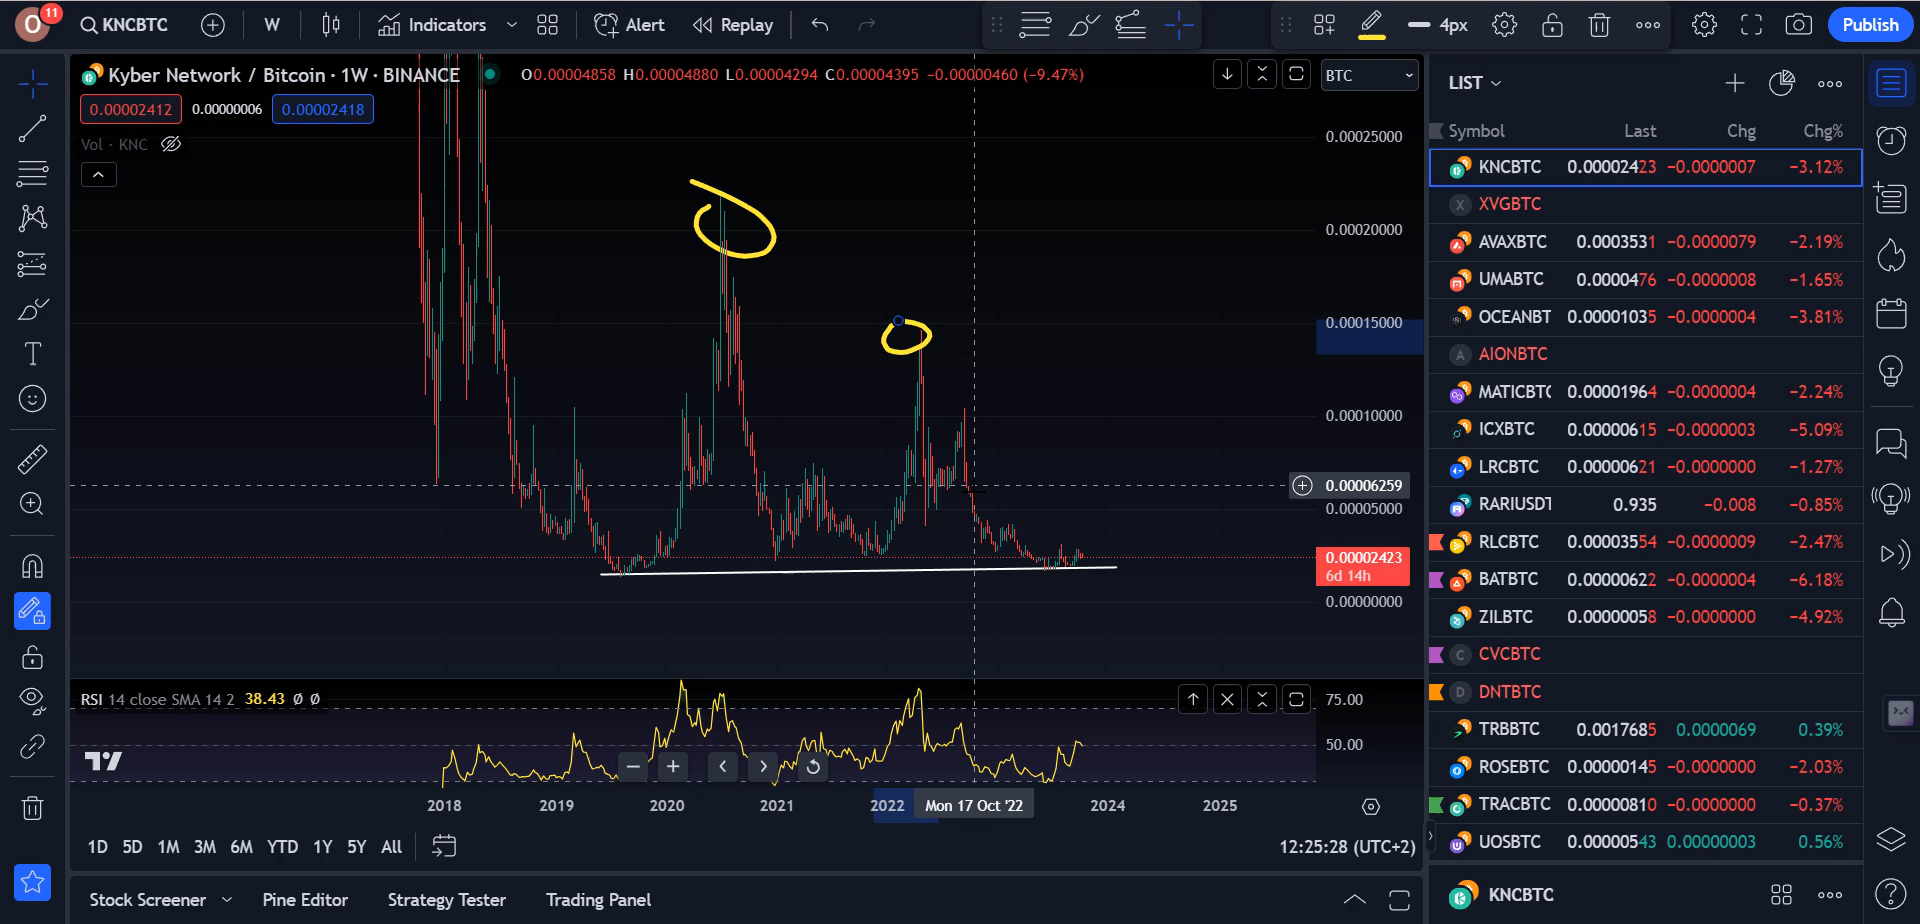 O 11 KNCBTC W Indicators Alert Replay 4px Publish
Kyber Network / Bitcoin · 1W · BINANCE O0.00004858 H0.00004880 L0.00004294 C0.00004395 −0.00000460 (−9.47%) BTC
0.00002412 0.00000006 0.00002418
Vol · KNC
0.00025000
0.00020000
0.00015000
0.00010000
0.00006259
0.00005000
0.00002423
6d 14h
0.00000000
RSI 14 close SMA 14 2 38.43 Ø Ø
75.00
50.00
2018 2019 2020 2021 2022 Mon 17 Oct '22 2024 2025
1D 5D 1M 3M 6M YTD 1Y 5Y All 12:25:28 (UTC+2)
Stock Screener Pine Editor Strategy Tester Trading Panel
LIST
Symbol Last Chg Chg%
KNCBTC 0.00002423 −0.0000007 −3.12%
X XVGBTC
AVAXBTC 0.0003531 −0.0000079 −2.19%
UMABTC 0.0000476 −0.0000008 −1.65%
OCEANBT 0.00001035 −0.0000004 −3.81%
A AIONBTC
MATICBTC 0.00001964 −0.0000004 −2.24%
ICXBTC 0.00000615 −0.0000003 −5.09%
LRCBTC 0.00000621 −0.0000000 −1.27%
RARIUSDT 0.935 −0.008 −0.85%
RLCBTC 0.00003554 −0.0000009 −2.47%
BATBTC 0.00000622 −0.0000004 −6.18%
ZILBTC 0.00000058 −0.0000000 −4.92%
C CVCBTC
D DNTBTC
TRBBTC 0.0017685 0.0000069 0.39%
ROSEBTC 0.00000145 −0.0000000 −2.03%
TRACBTC 0.00000810 −0.0000000 −0.37%
UOSBTC 0.00000543 0.00000003 0.56%
KNCBTC